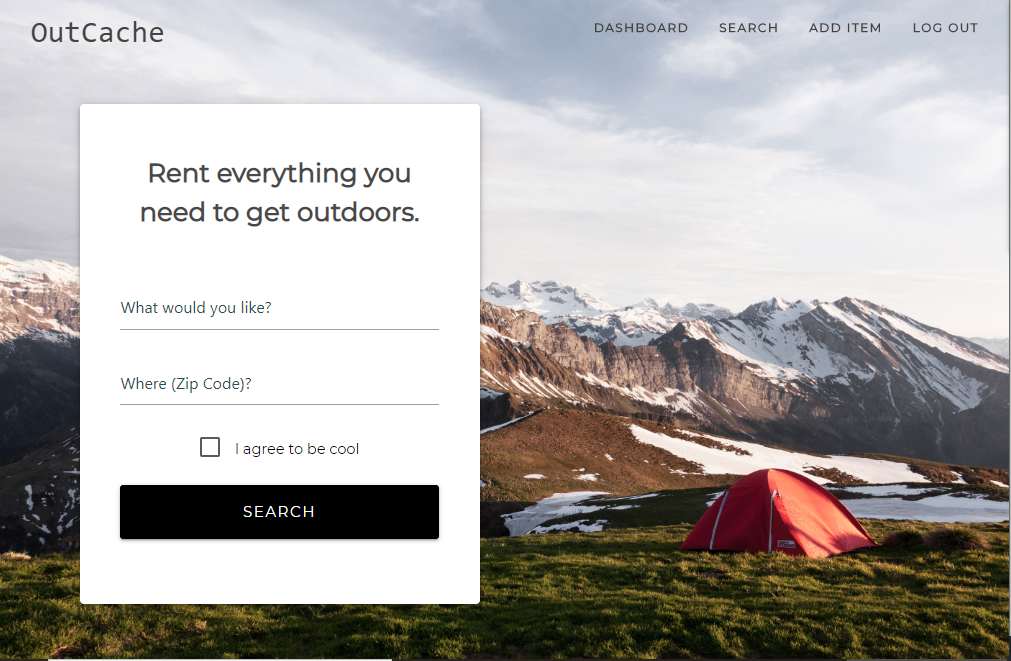 OutCache
DASHBOARD SEARCH ADD ITEM LOG OUT
Rent everything you
need to get outdoors.
What would you like?
Where (Zip Code)?
I agree to be cool
SEARCH